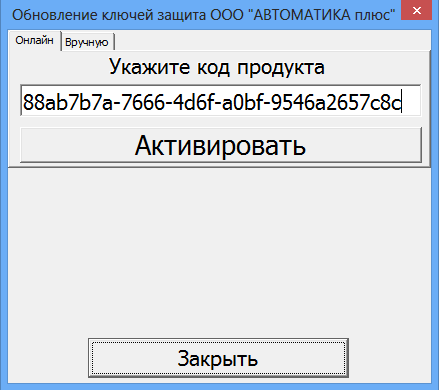 Обновление ключей защита ООО "АВТОМАТИКА плюс"
Онлайн Вручную
Укажите код продукта
88ab7b7a-7666-4d6f-a0bf-9546a2657c8c
Активировать
Закрыть